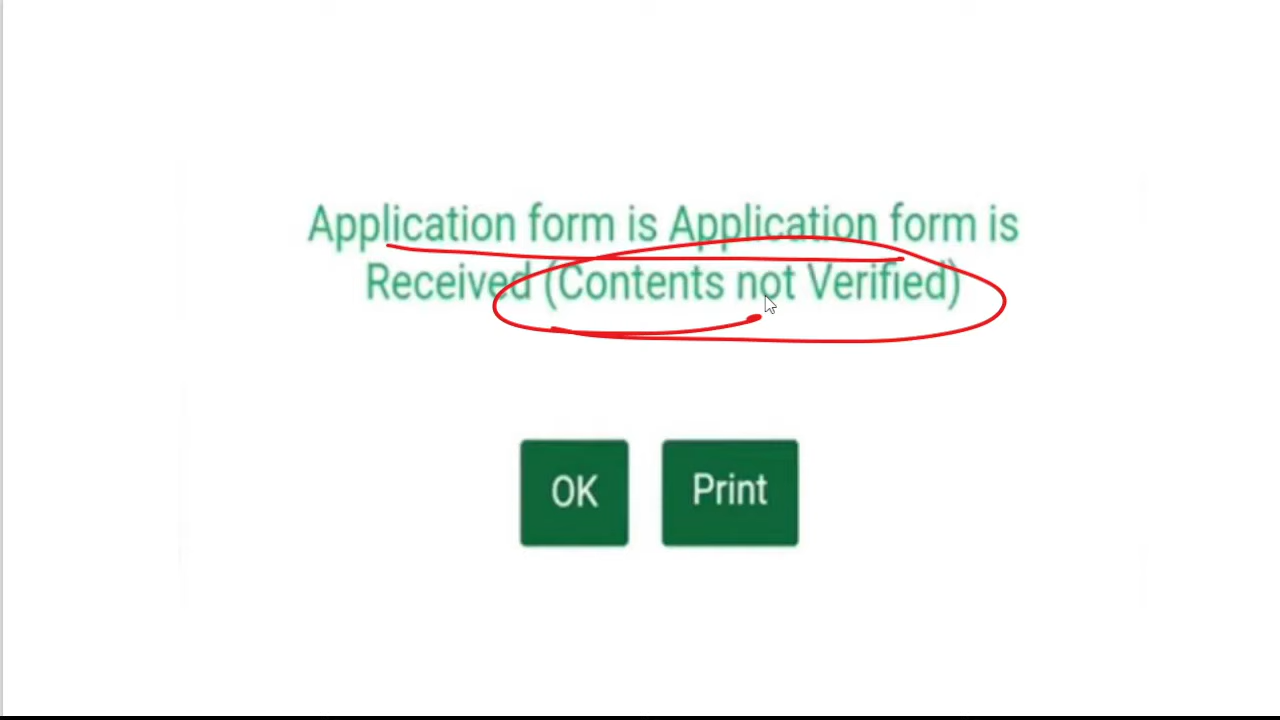 Application form is Application form is
Received (Contents not Verified)
OK
Print